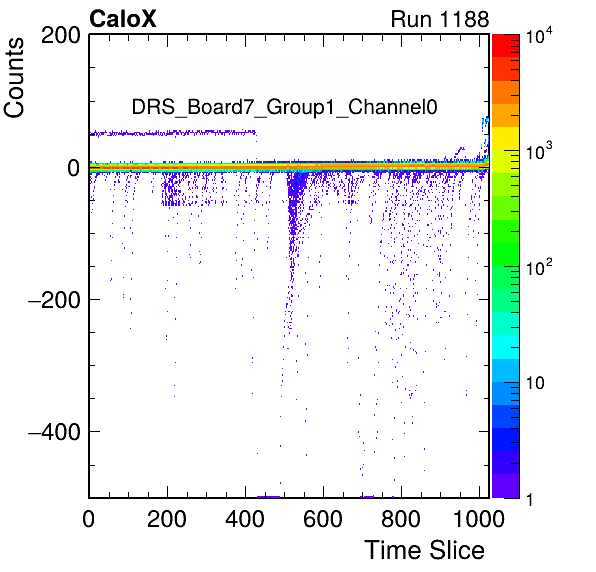 CaloX Run 1188
Counts
200
0
−200
−400
DRS_Board7_Group1_Channel0
0 200 400 600 800 1000
Time Slice
10^4
10^3
10^2
10
1